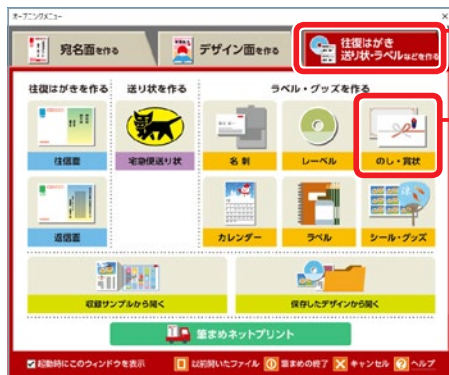 オープニングメニュー
宛名面を作る
デザイン面を作る
往復はがき
送り状・ラベルなどを作る
往復はがきを作る
送り状を作る
ラベル・グッズを作る
往信面
宅急便送り状
名刺
レーベル
のし・賞状
返信面
カレンダー
ラベル
シール・グッズ
収録サンプルから開く
保存したデザインから開く
筆まめネットプリント
起動時にこのウィンドウを表示
以前開いたファイル
筆まめの終了
キャンセル
ヘルプ